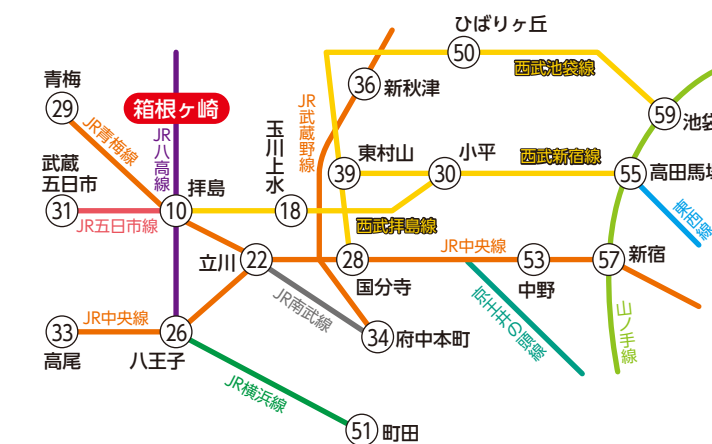 ひばりヶ丘
50
西武池袋線
青梅
29
箱根ヶ崎
JR武蔵野線
36
新秋津
59
池袋
JR青梅線
JR八高線
玉川上水
東村山
小平
西武新宿線
武蔵
五日市
拝島
39
30
55
高田馬場
31
10
18
JR五日市線
西武拝島線
東西線
立川
22
28
JR中央線
53
57
新宿
国分寺
中野
JR南武線
京王井の頭線
山ノ手線
JR中央線
33
26
34
府中本町
高尾
八王子
JR横浜線
51
町田